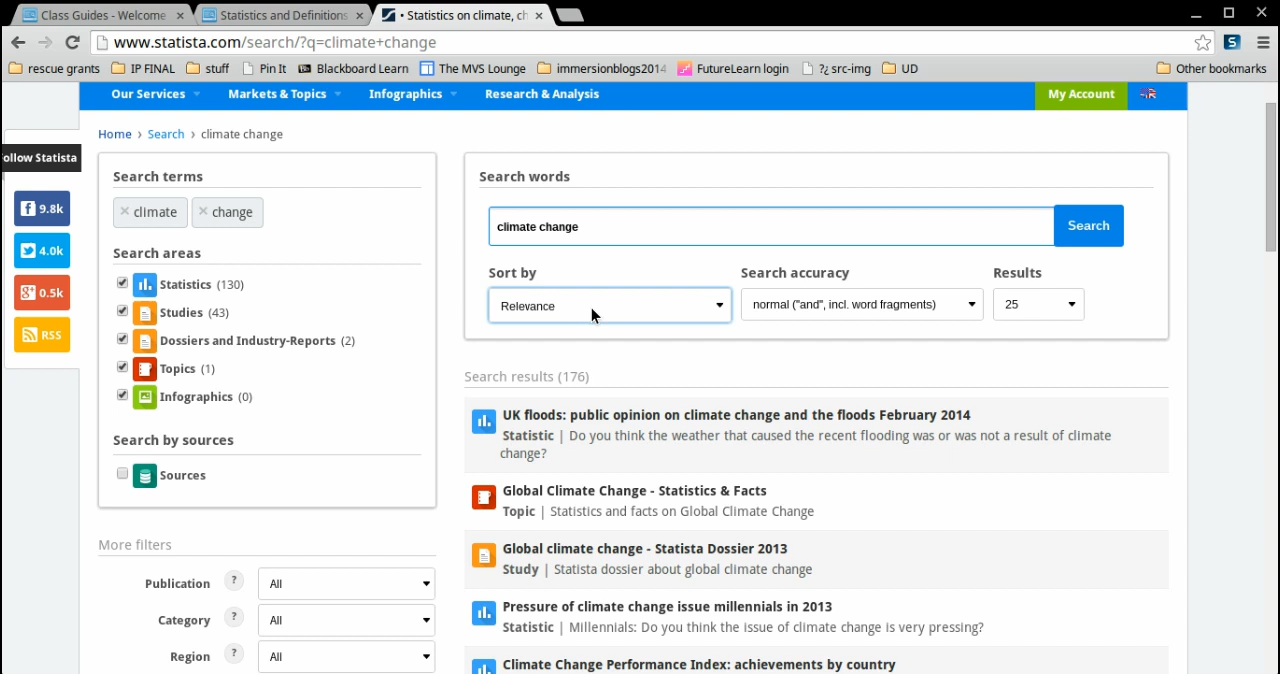 Class Guides - Welcome
Statistics and Definitions
• Statistics on climate, ch
www.statista.com/search/?q=climate+change
rescue grants
IP FINAL
stuff
Pin It
Bb
Blackboard Learn
The MVS Lounge
immersionblogs2014
FutureLearn login
?¿ src-img
UD
Other bookmarks
Our Services
Markets & Topics
Infographics
Research & Analysis
My Account
Home › Search › climate change
ollow Statista
9.8k
4.0k
0.5k
RSS
Search terms
× climate × change
Search areas
Statistics (130)
Studies (43)
Dossiers and Industry-Reports (2)
Topics (1)
Infographics (0)
Search by sources
Sources
More filters
Publication ? All
Category ? All
Region ? All
Search words
climate change
Search
Sort by Search accuracy Results
Relevance normal ("and", incl. word fragments) 25
Search results (176)
UK floods: public opinion on climate change and the floods February 2014
Statistic | Do you think the weather that caused the recent flooding was or was not a result of climate
change?
Global Climate Change - Statistics & Facts
Topic | Statistics and facts on Global Climate Change
Global climate change - Statista Dossier 2013
Study | Statista dossier about global climate change
Pressure of climate change issue millennials in 2013
Statistic | Millennials: Do you think the issue of climate change is very pressing?
Climate Change Performance Index: achievements by country